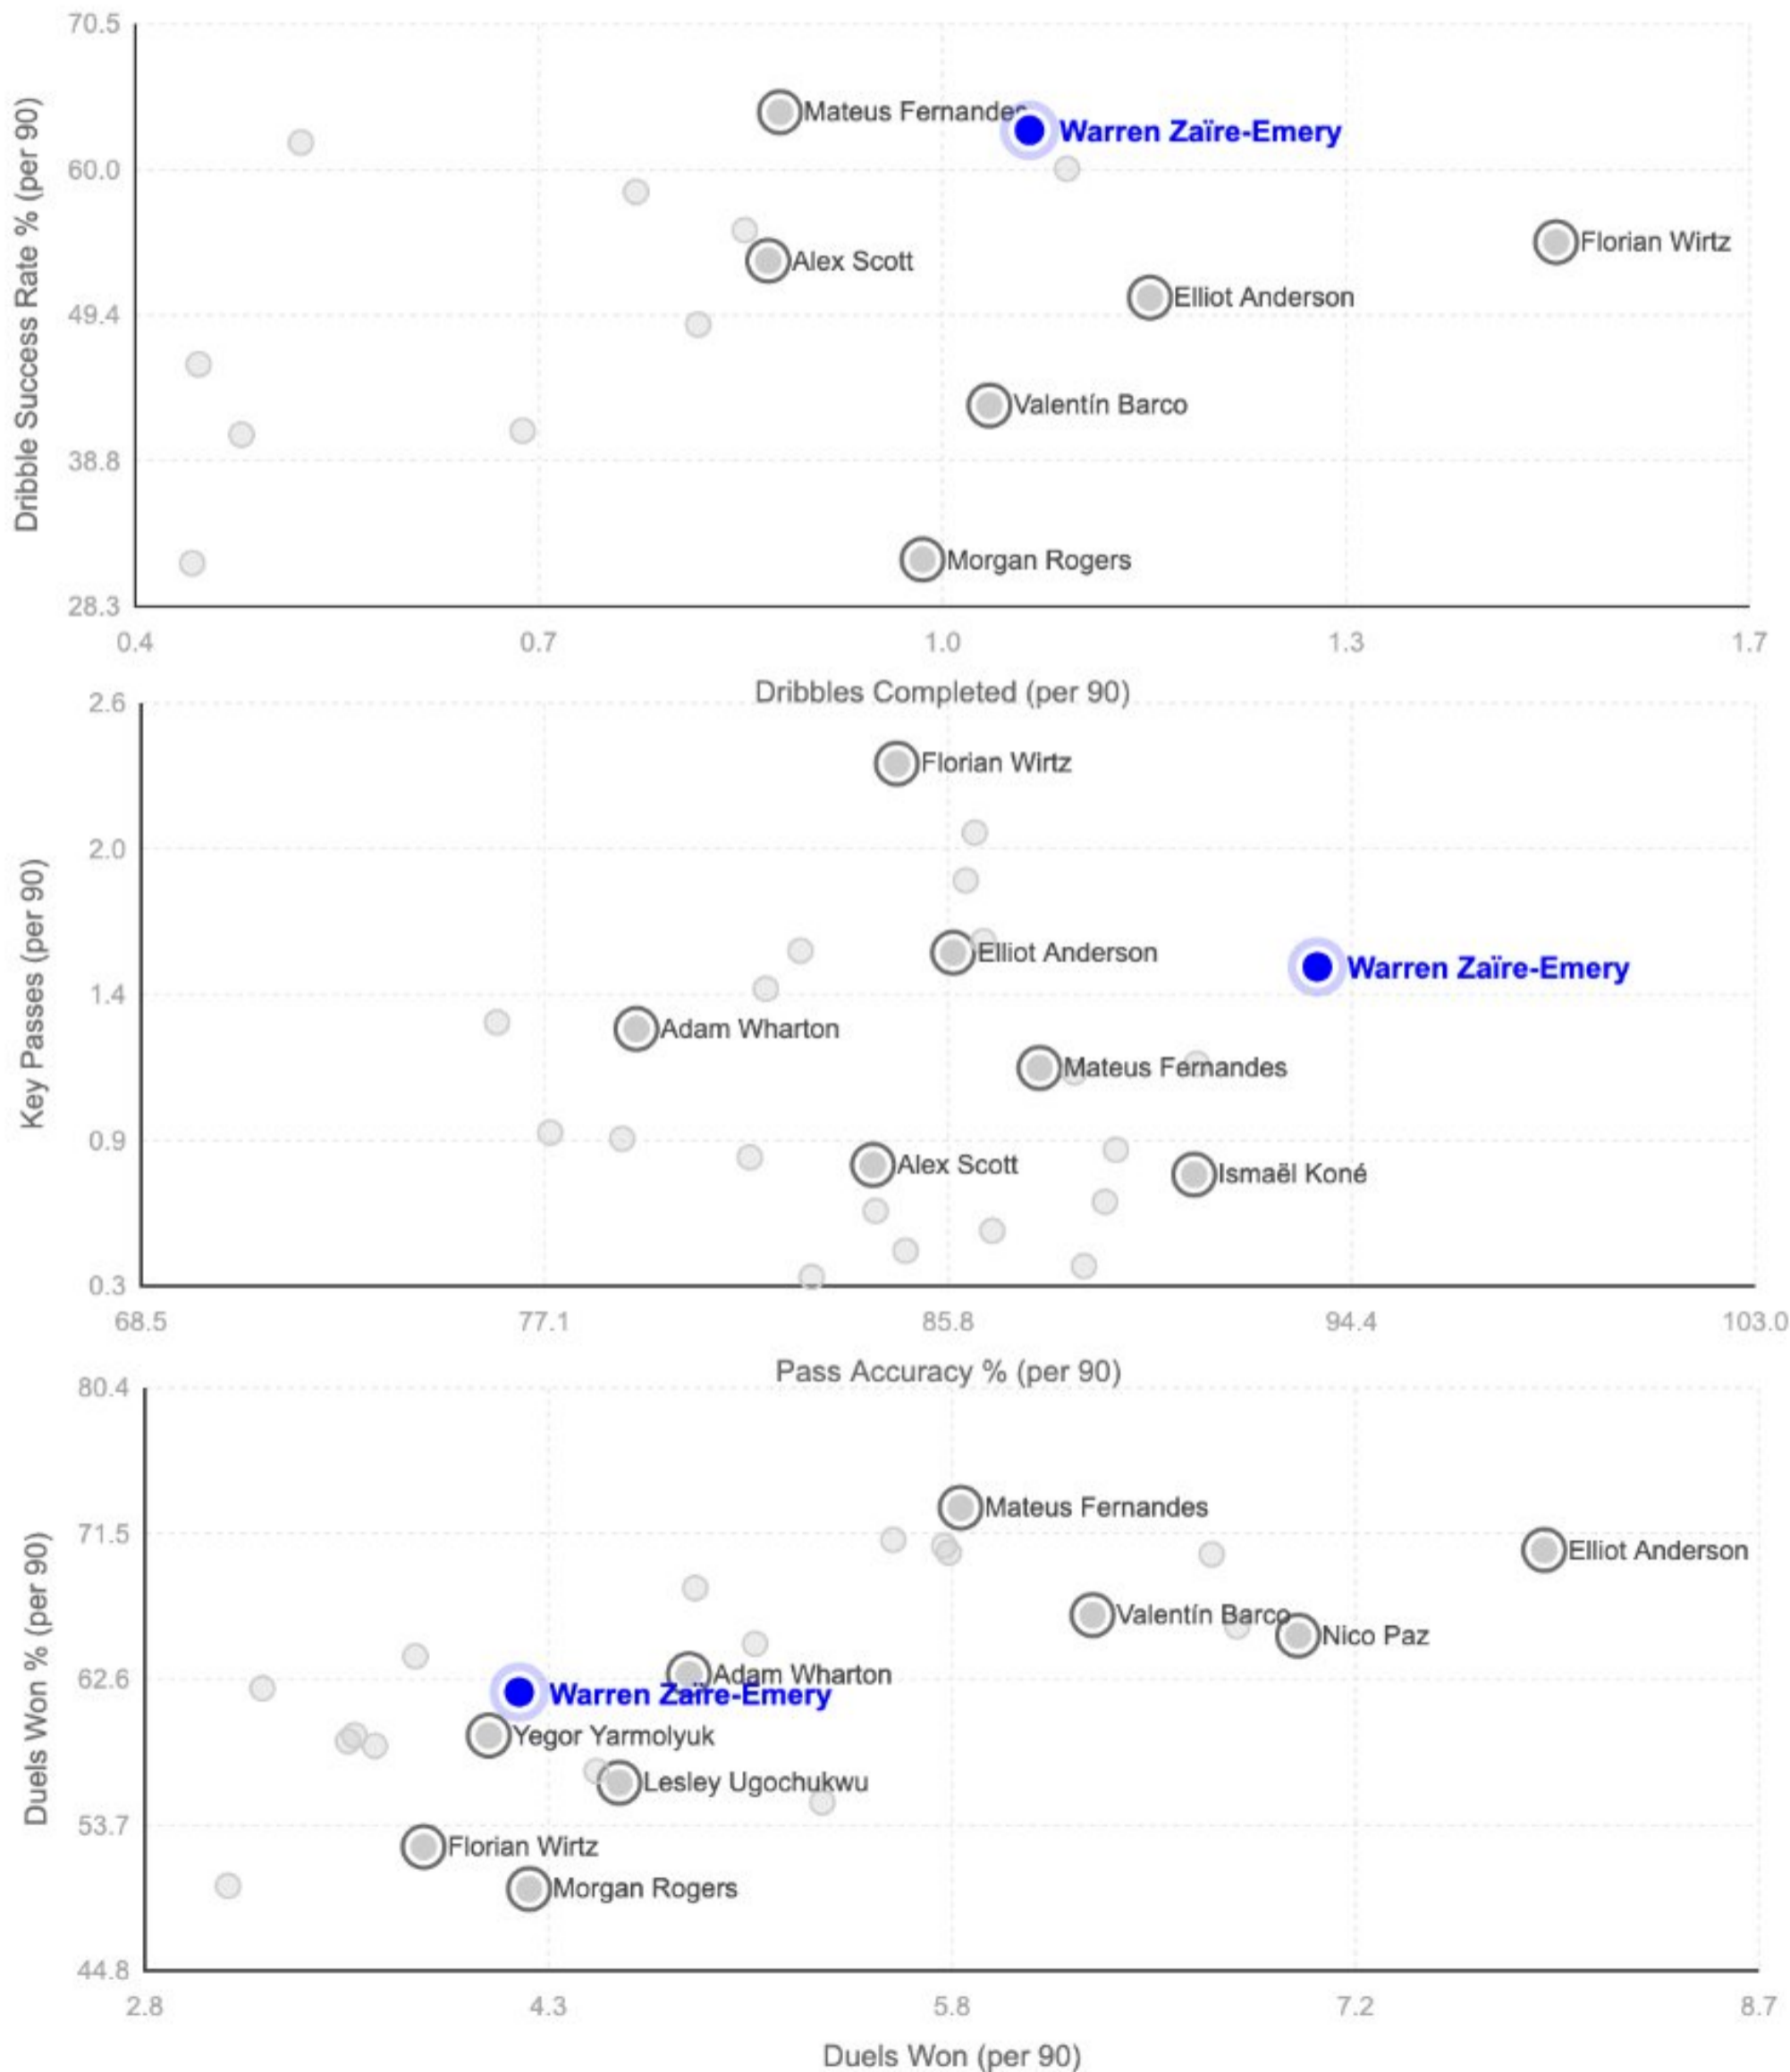 70.5
Mateus Fernandes
Warren Zaïre-Emery
60.0
Florian Wirtz
Alex Scott
Elliot Anderson
49.4
Valentín Barco
38.8
Morgan Rogers
28.3
Dribble Success Rate % (per 90)
0.4 0.7 1.0 1.3 1.7
Dribbles Completed (per 90)
2.6
Florian Wirtz
2.0
Elliot Anderson
Warren Zaïre-Emery
1.4
Adam Wharton
Mateus Fernandes
0.9
Alex Scott
Ismaël Koné
0.3
Key Passes (per 90)
68.5 77.1 85.8 94.4 103.0
Pass Accuracy % (per 90)
80.4
Mateus Fernandes
71.5
Elliot Anderson
Valentín Barco
Nico Paz
62.6
Adam Wharton
Warren Zaïre-Emery
Yegor Yarmolyuk
Lesley Ugochukwu
53.7
Florian Wirtz
Morgan Rogers
44.8
Duels Won % (per 90)
2.8 4.3 5.8 7.2 8.7
Duels Won (per 90)